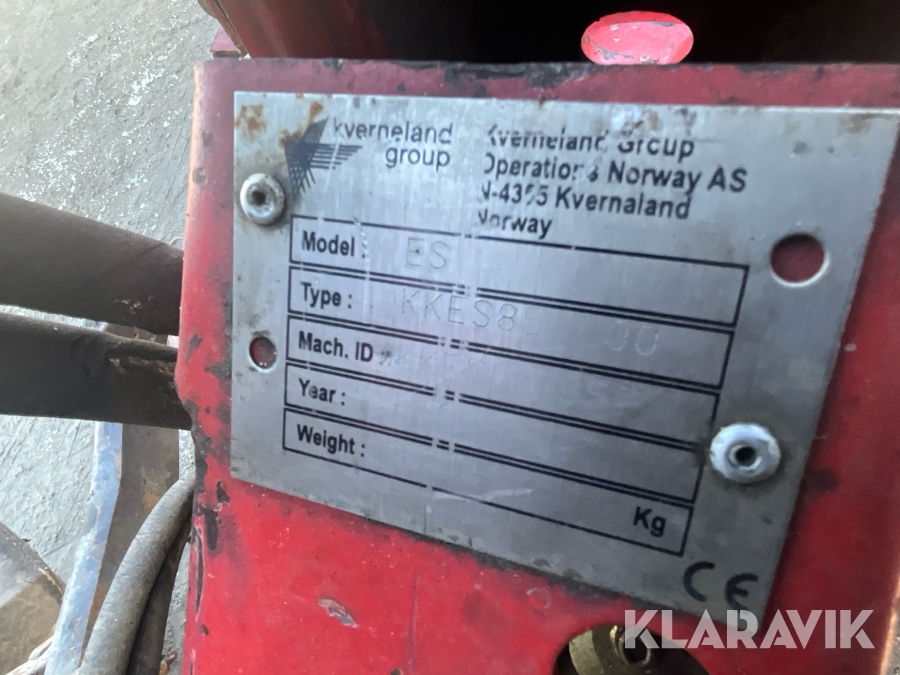 kverneland
group
Kverneland Group
Operations Norway AS
N-4355 Kvernaland
Norway
Model : ES
Type :
Mach. ID
Year :
Weight :
Kg
CE
KLARAVIK